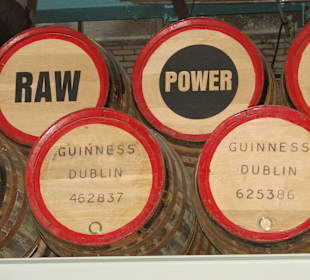 RAW
POWER
GUINNESS
DUBLIN
462837
GUINNESS
DUBLIN
625386